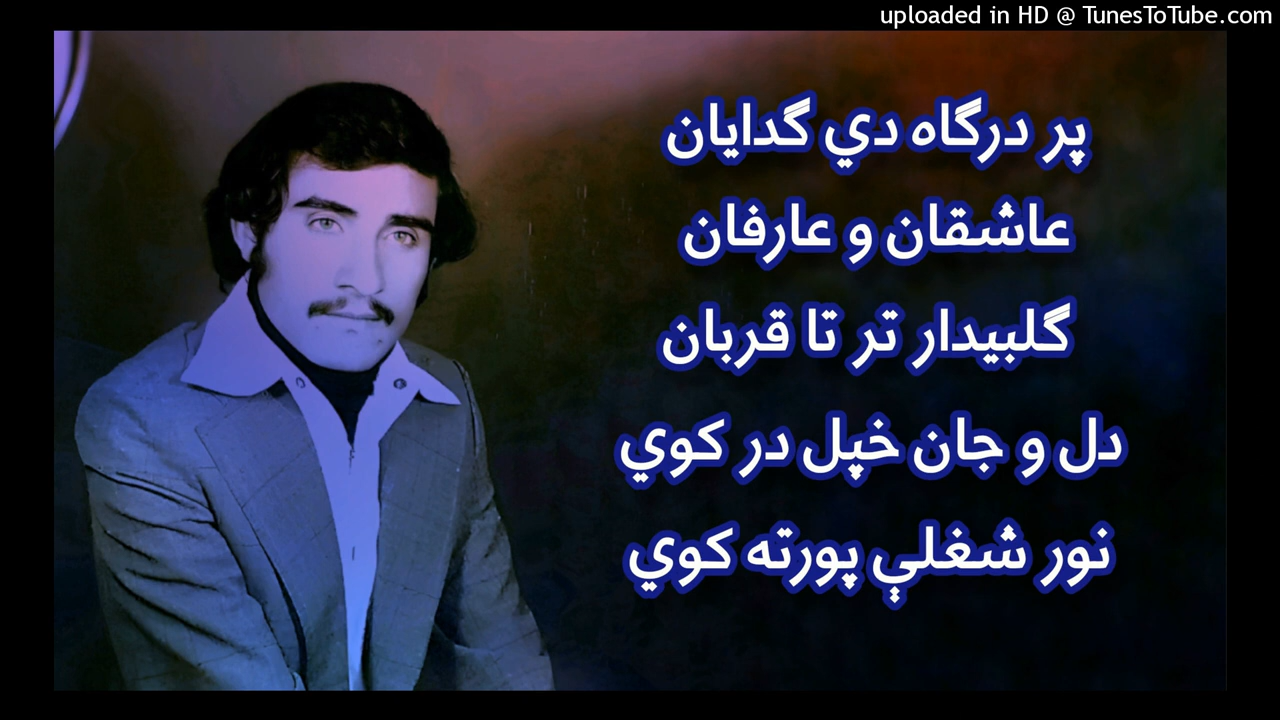 uploaded in HD @ TunesToTube.com
پر درگاه دي گدايان
عاشقان و عارفان
گلبيدار تر تا قربان
دل و جان خپل در کوي
نور شغلې پورته کوي